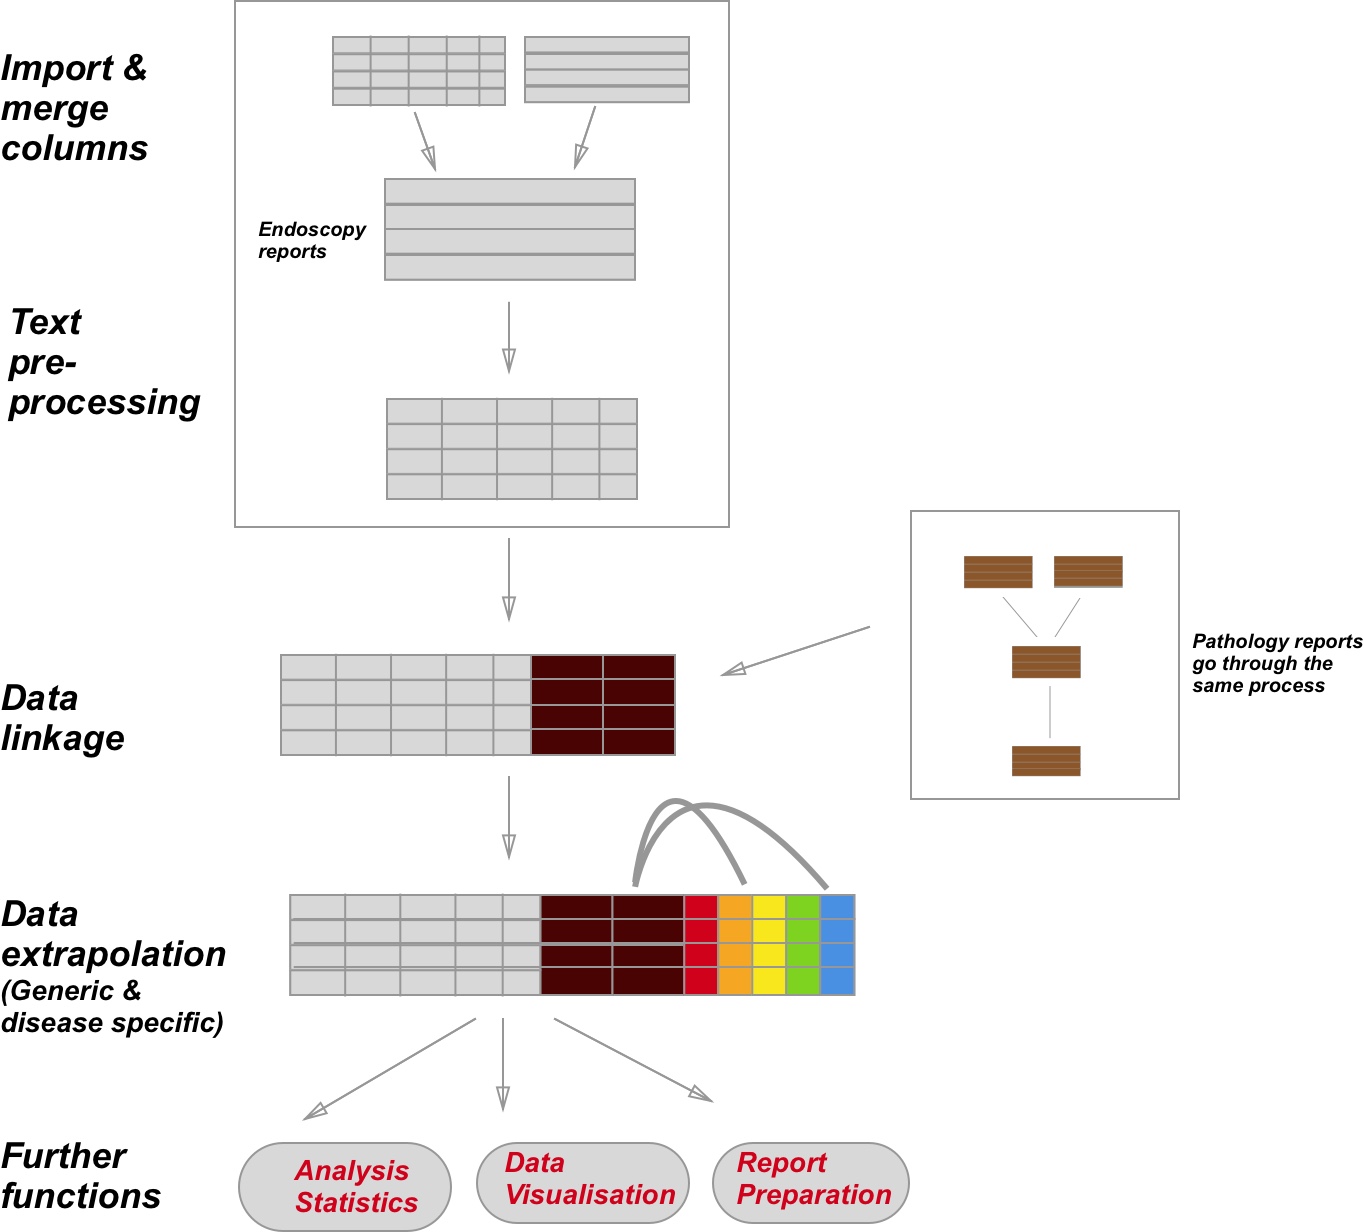 Import &
merge
columns
Endoscopy
reports
Text
pre-
processing
Pathology reports
go through the
same process
Data
linkage
Data
extrapolation
(Generic &
disease specific)
Further
functions
Analysis
Statistics
Data
Visualisation
Report
Preparation